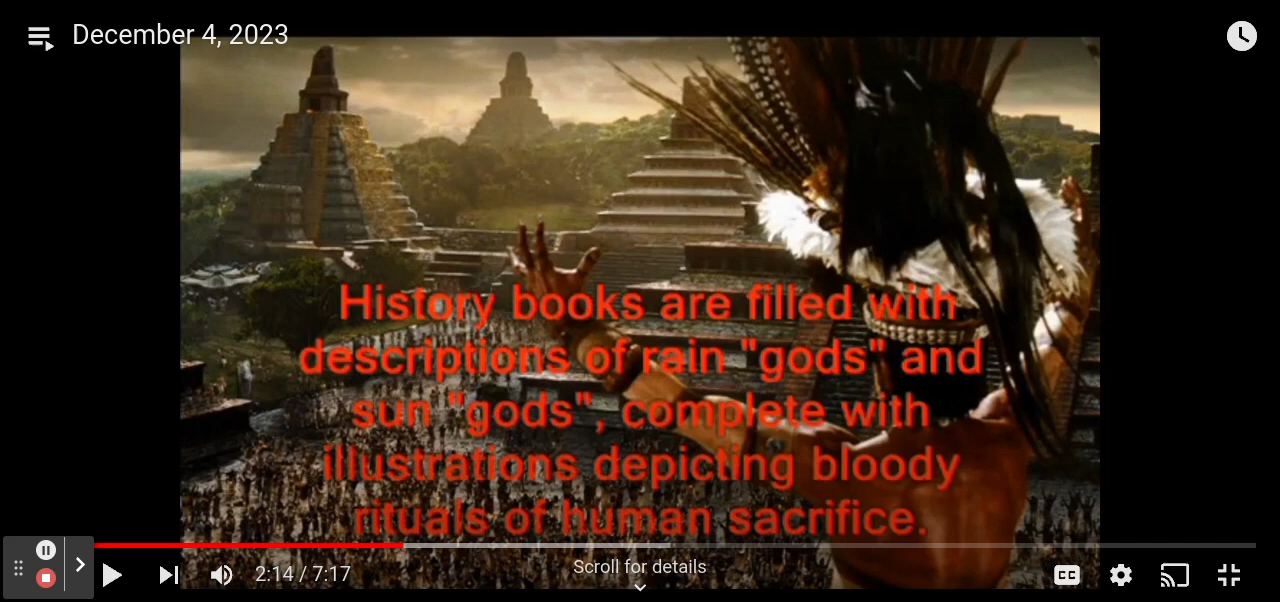 December 4, 2023
History books are filled with
descriptions of rain "gods" and
sun "gods", complete with
illustrations depicting bloody
rituals of human sacrifice.
2:14 / 7:17
Scroll for details
CC